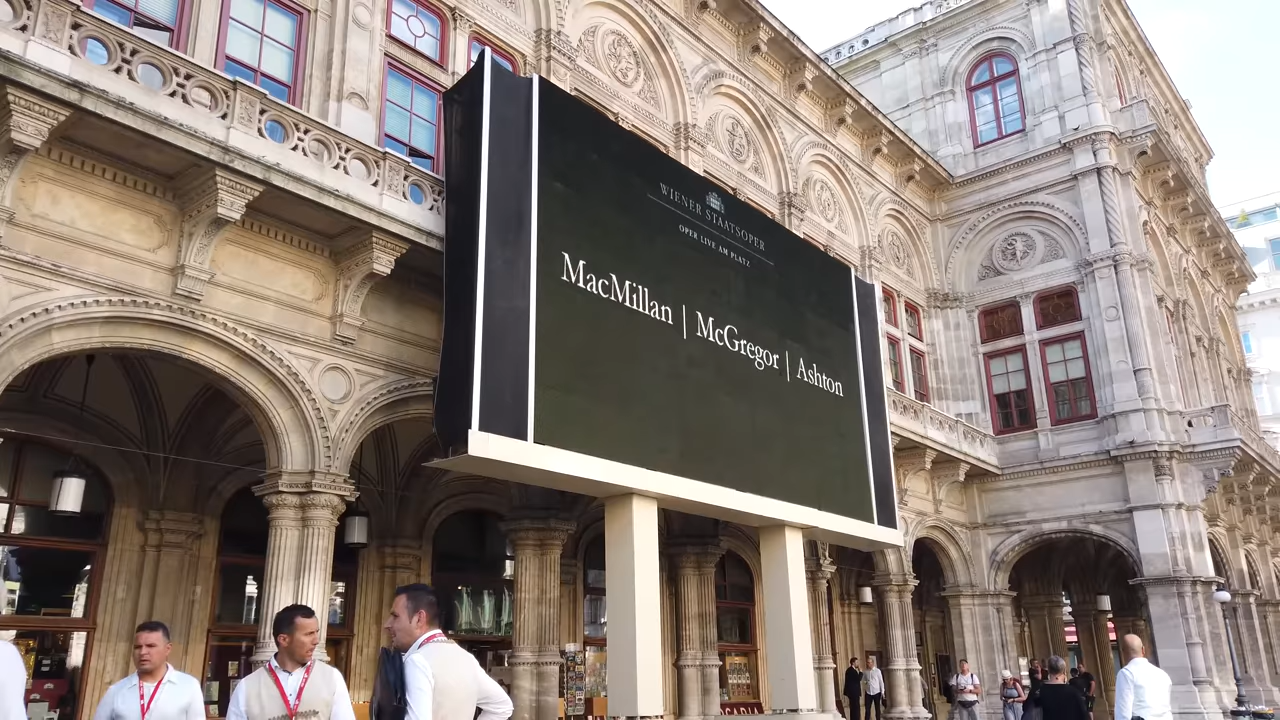 WIENER STAATSOPER
OPER LIVE AM PLATZ
MacMillan | McGregor | Ashton